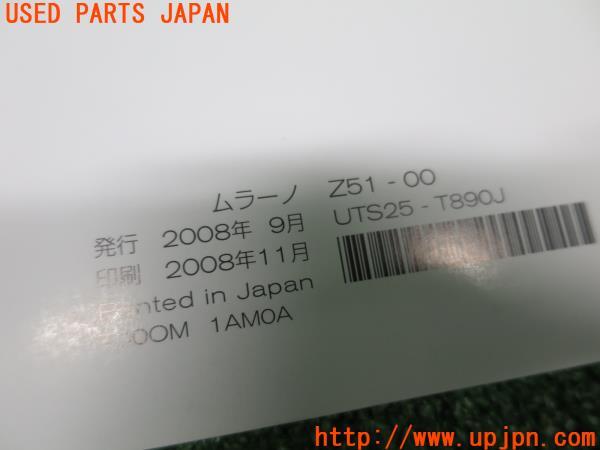 USED PARTS JAPAN
ムラーノ Z51-00
発行 2008年 9月 UTS25-T890J
印刷 2008年11月
Printed in Japan
1AM0A
http://www.upjpn.com